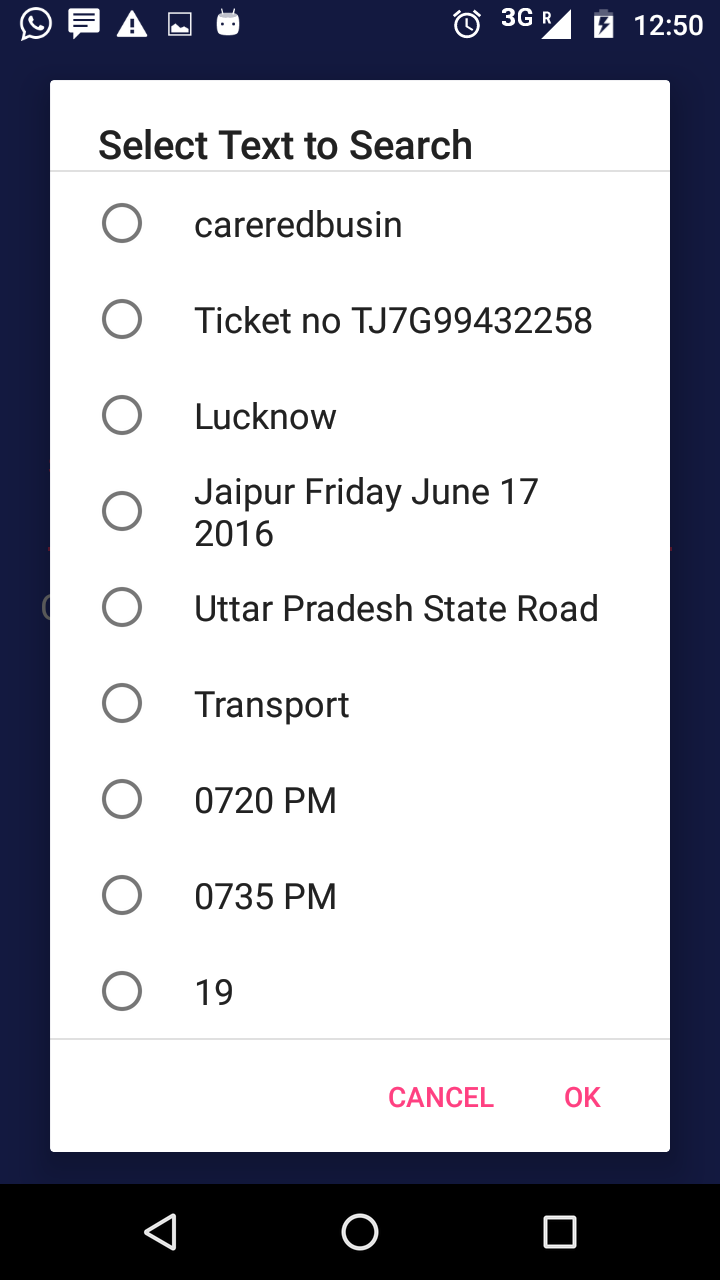 3G R 12:50
Select Text to Search
careredbusin
Ticket no TJ7G99432258
Lucknow
Jaipur Friday June 17
2016
Uttar Pradesh State Road
Transport
0720 PM
0735 PM
19
CANCEL OK